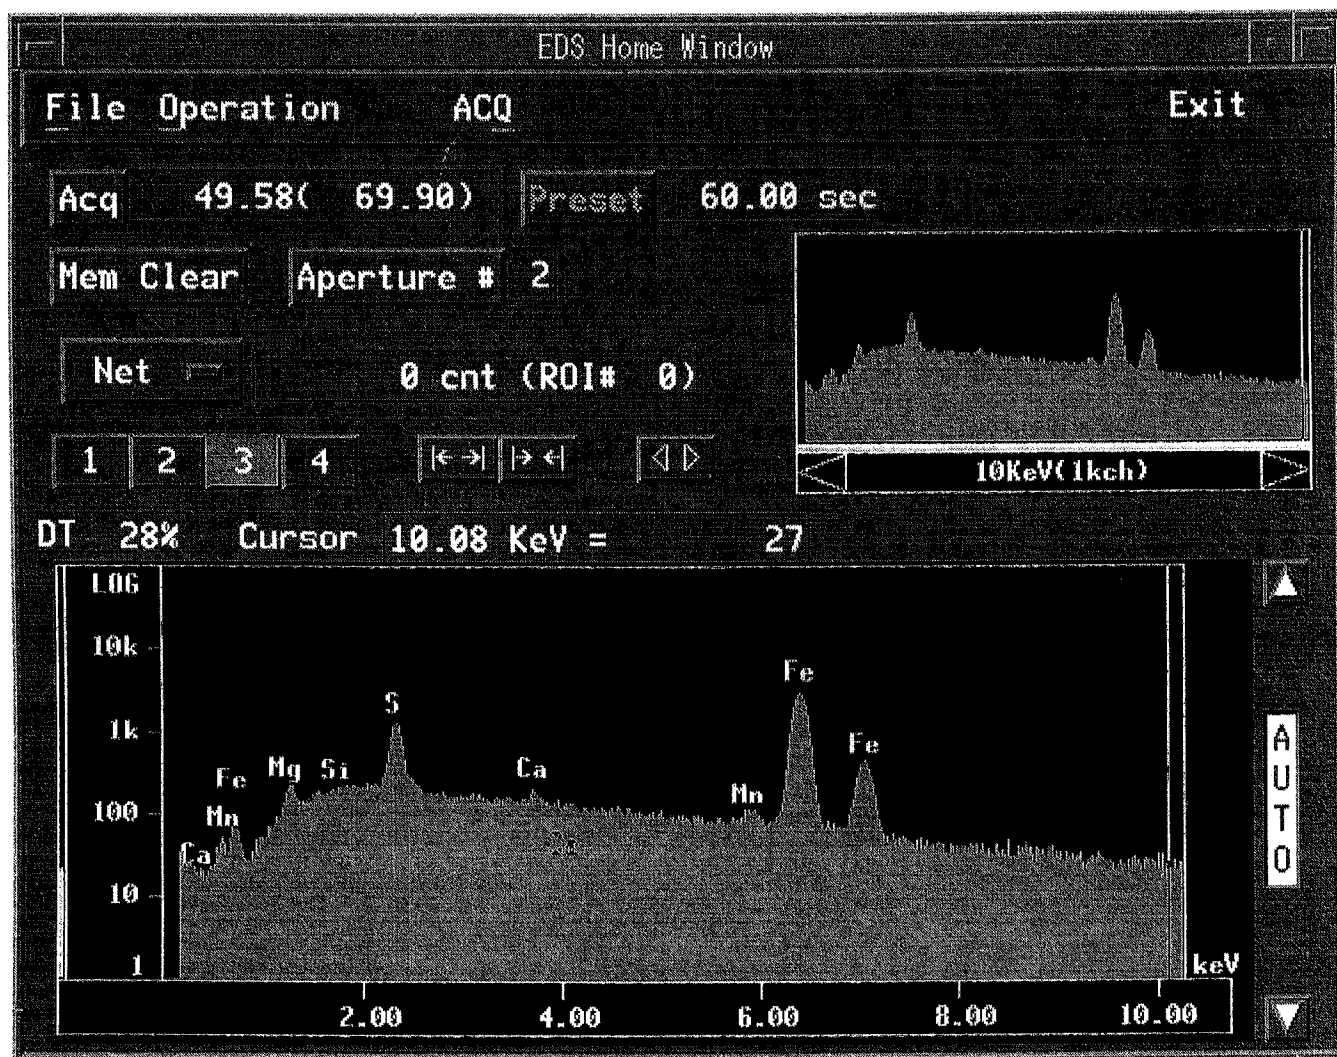 EDS Home Window
File Operation ACQ Exit
Acq 49.58( 69.90) Preset 60.00 sec
Mem Clear Aperture # 2
Net 0 cnt (ROI# 0)
1 2 3 4
10KeV(1kch)
DT 28% Cursor 10.08 KeV = 27
LOG
10k
1k
100
10
1
Fe
S
Fe
Mg Si Ca
Fe
Mn
Mn
Ca
keV
2.00 4.00 6.00 8.00 10.00
AUTO